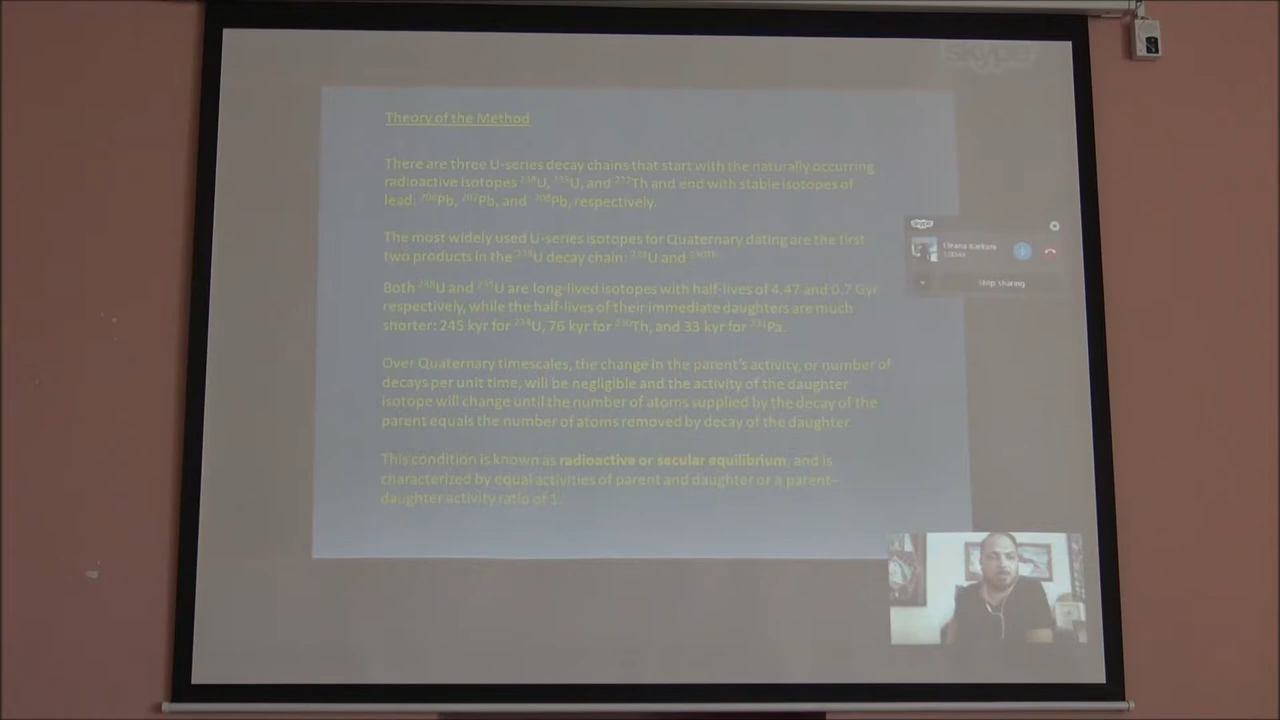 skype
Theory of the Method
There are three U-series decay chains that start with the naturally occurring
radioactive isotopes ²³⁸U, ²³⁵U, and ²³²Th and end with stable isotopes of
lead: ²⁰⁶Pb, ²⁰⁷Pb, and ²⁰⁸Pb, respectively.
The most widely used U-series isotopes for Quaternary dating are the first
two products in the ²³⁸U decay chain: ²³⁴U and ²³⁰Th.
Both ²³⁸U and ²³⁵U are long-lived isotopes with half-lives of 4.47 and 0.7 Gyr
respectively, while the half-lives of their immediate daughters are much
shorter: 245 kyr for ²³⁴U, 76 kyr for ²³⁰Th, and 33 kyr for ²³¹Pa.
Over Quaternary timescales, the change in the parent's activity, or number of
decays per unit time, will be negligible and the activity of the daughter
isotope will change until the number of atoms supplied by the decay of the
parent equals the number of atoms removed by decay of the daughter.
This condition is known as radioactive or secular equilibrium, and is
characterized by equal activities of parent and daughter or a parent–
daughter activity ratio of 1.
skype
Stop sharing